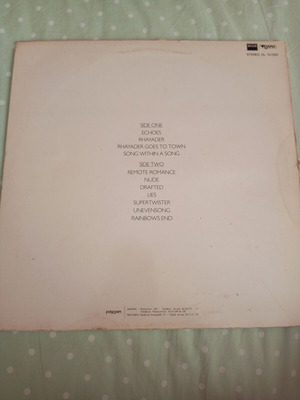 SIDE ONE
ECHOES
RHAYADER
RHAYADER GOES TO TOWN
SONG WITHIN A SONG
SIDE TWO
REMOTE ROMANCE
NUDE
DRAFTED
LIES
SUPERTWISTER
UNEVENSONG
RAINBOWS END
polygram